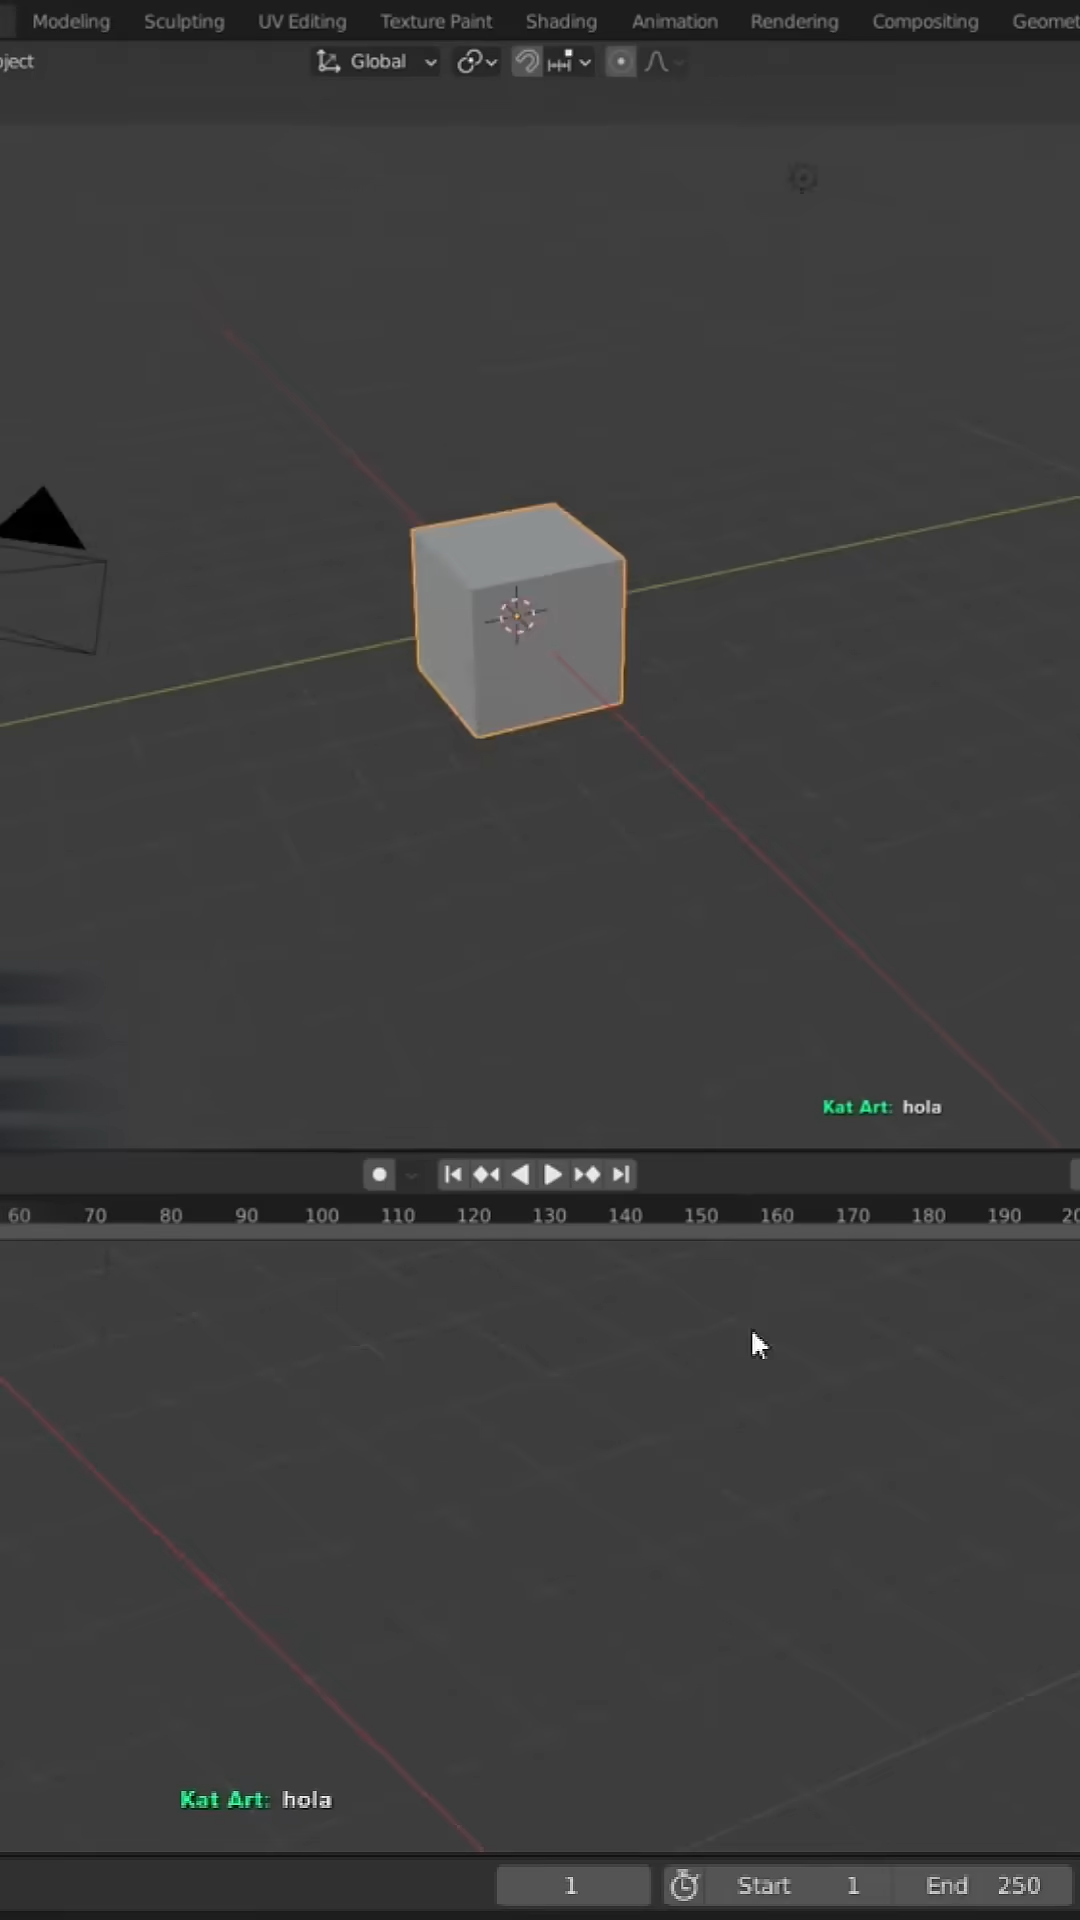 Modeling Sculpting UV Editing Texture Paint Shading Animation Rendering Compositing Geomet
ject Global
Kat Art: hola
60 70 80 90 100 110 120 130 140 150 160 170 180 190 20
Kat Art: hola
1 Start 1 End 250